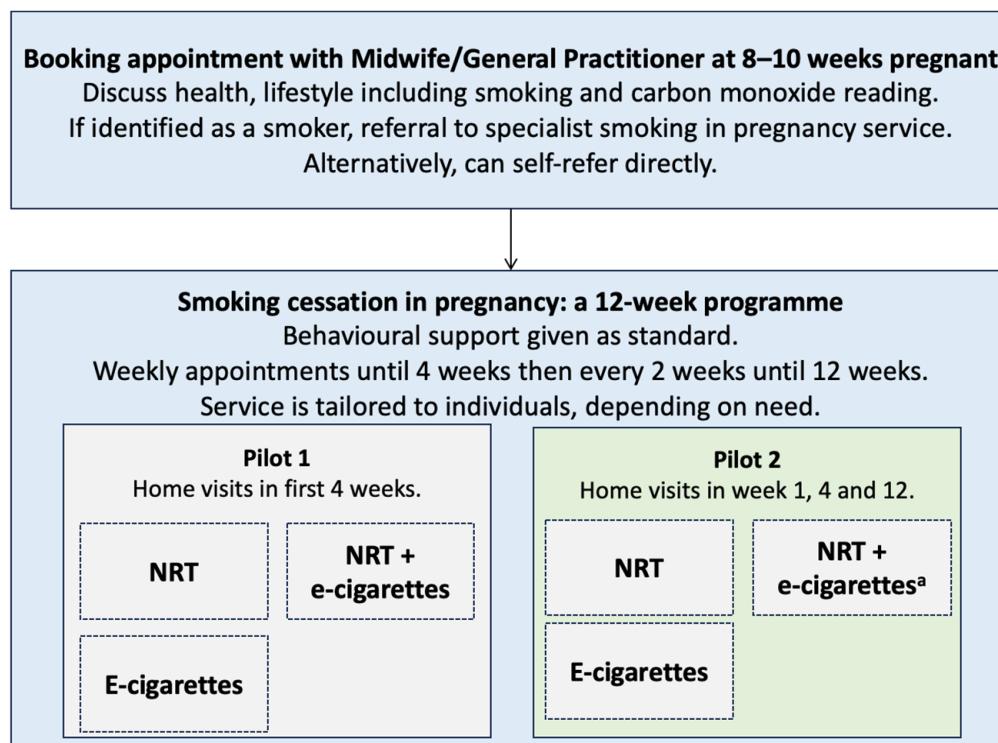 Booking appointment with Midwife/General Practitioner at 8–10 weeks pregnant
Discuss health, lifestyle including smoking and carbon monoxide reading.
If identified as a smoker, referral to specialist smoking in pregnancy service.
Alternatively, can self-refer directly.
Smoking cessation in pregnancy: a 12-week programme
Behavioural support given as standard.
Weekly appointments until 4 weeks then every 2 weeks until 12 weeks.
Service is tailored to individuals, depending on need.
Pilot 1
Home visits in first 4 weeks.
NRT
NRT +
e-cigarettes
E-cigarettes
Pilot 2
Home visits in week 1, 4 and 12.
NRT
NRT +
e-cigarettesᵃ
E-cigarettes